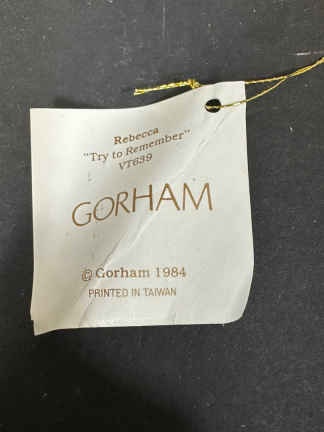 Rebecca
"Try to Remember"
VT639
GORHAM
© Gorham 1984
PRINTED IN TAIWAN